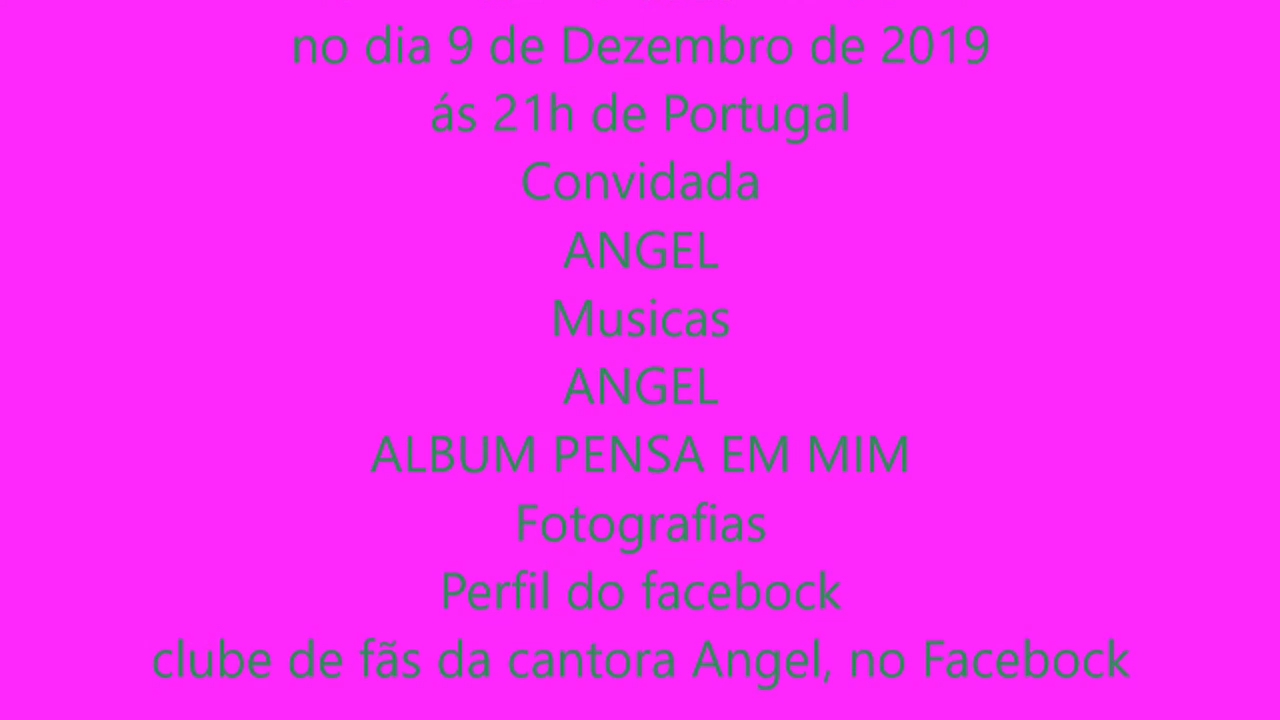 no dia 9 de Dezembro de 2019
ás 21h de Portugal
Convidada
ANGEL
Musicas
ANGEL
ALBUM PENSA EM MIM
Fotografias
Perfil do facebock
clube de fãs da cantora Angel, no Facebock